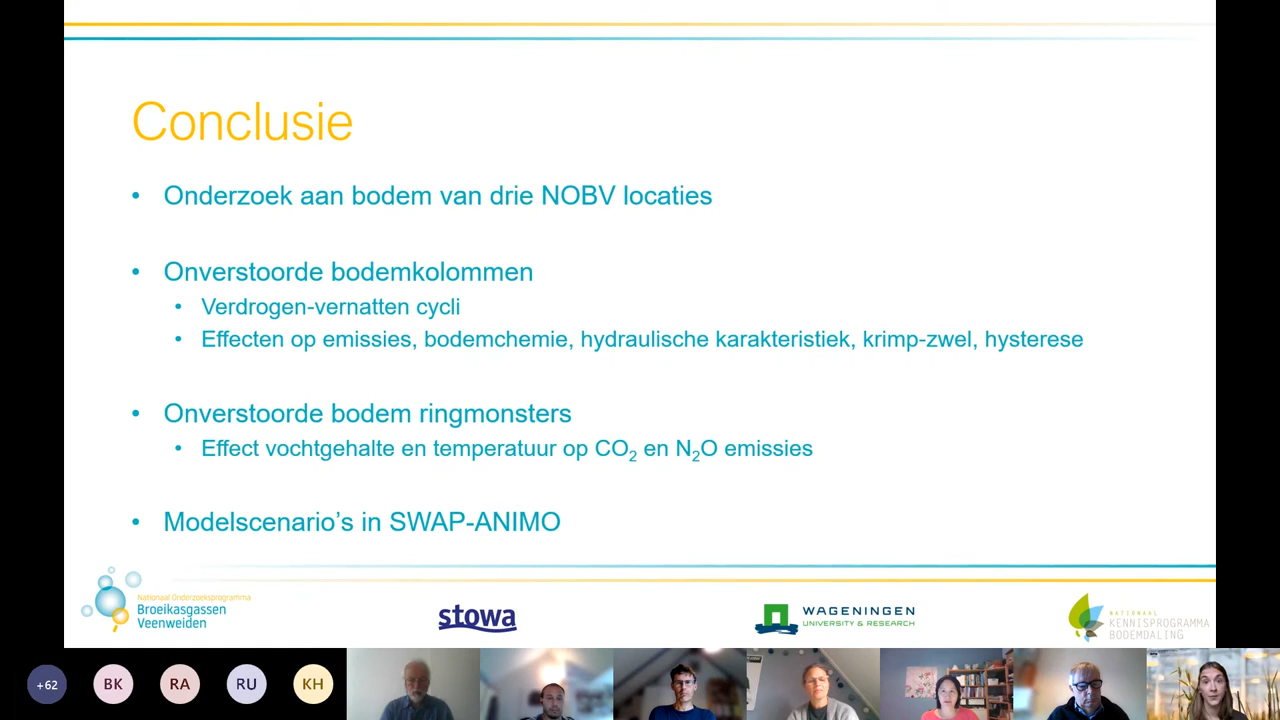 Conclusie
• Onderzoek aan bodem van drie NOBV locaties
• Onverstoorde bodemkolommen
• Verdrogen-vernatten cycli
• Effecten op emissies, bodemchemie, hydraulische karakteristiek, krimp-zwel, hysterese
• Onverstoorde bodem ringmonsters
• Effect vochtgehalte en temperatuur op CO₂ en N₂O emissies
• Modelscenario’s in SWAP-ANIMO
Nationaal Onderzoeksprogramma
Broeikasgassen
Veenweiden
stowa
WAGENINGEN
UNIVERSITY & RESEARCH
NATIONAAL
KENNISPROGRAMMA
BODEMDALING
+62
BK
RA
RU
KH